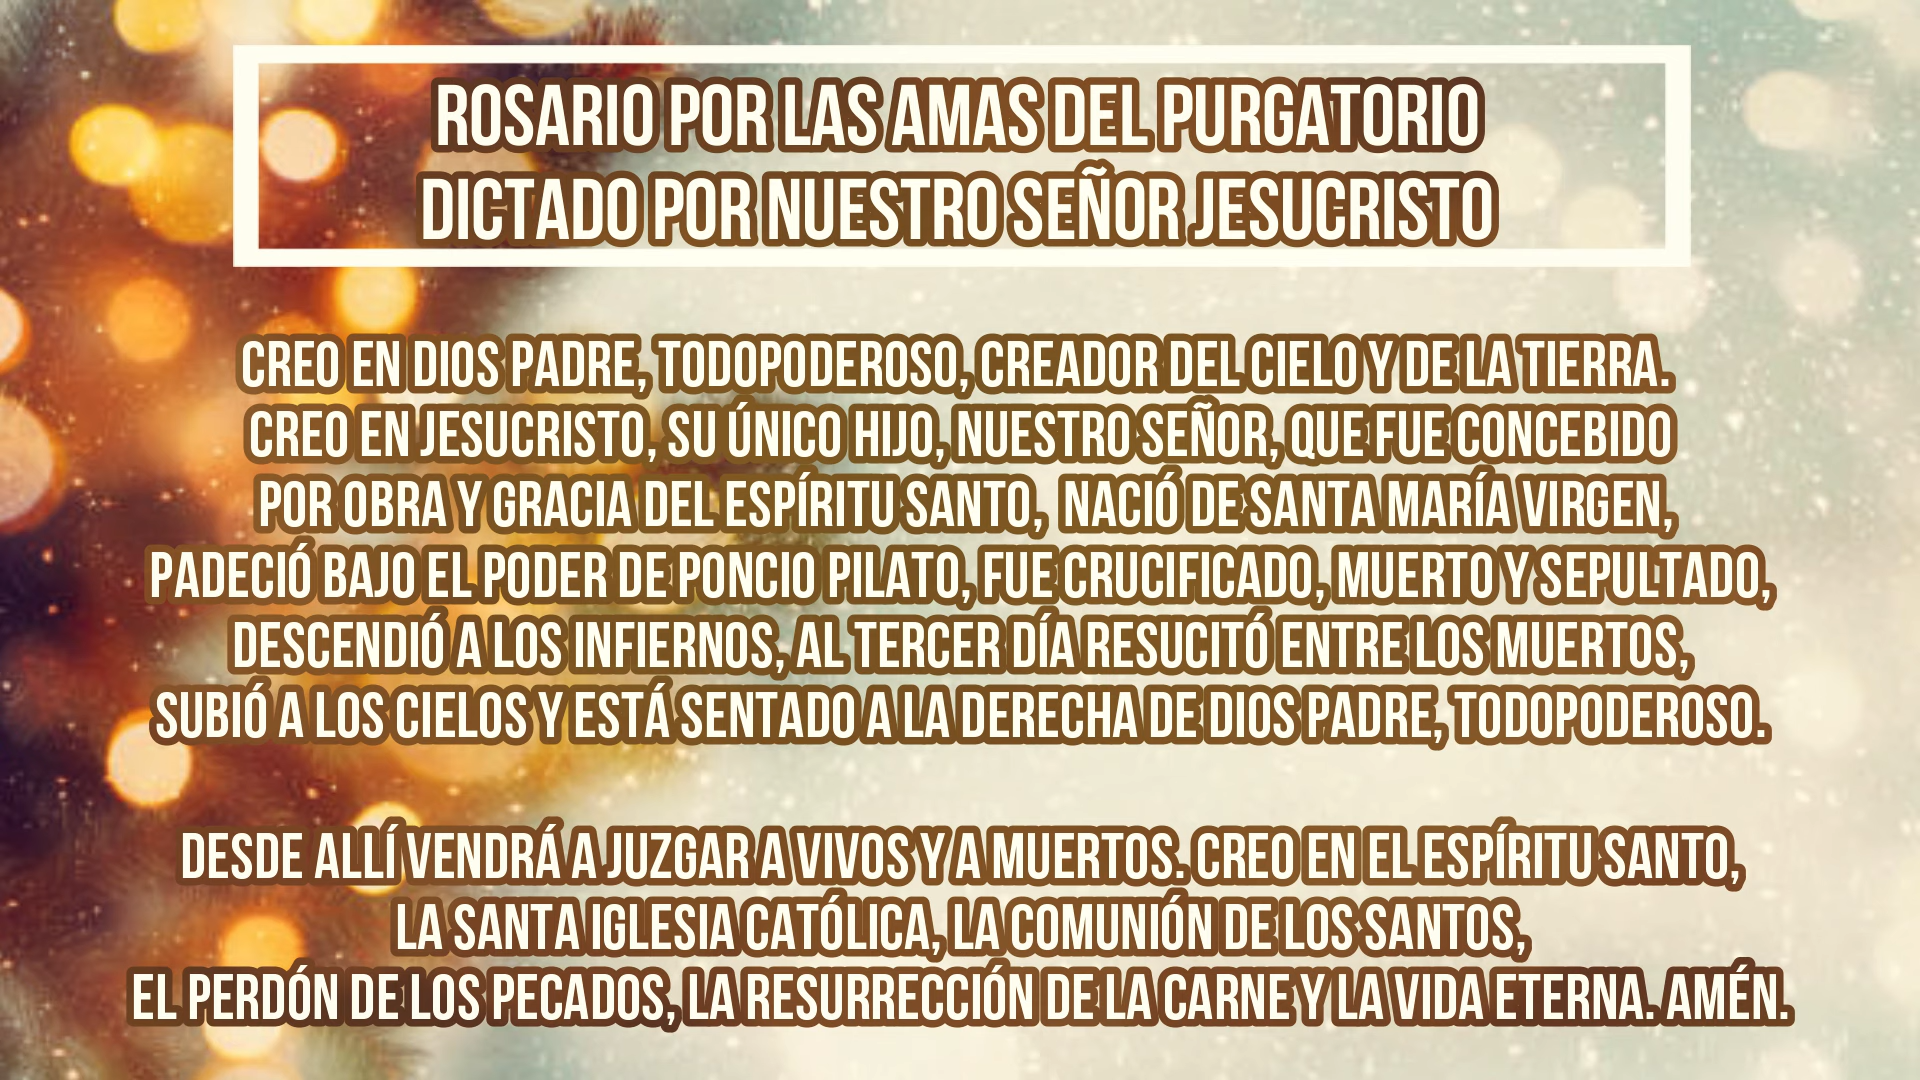 ROSARIO POR LAS AMAS DEL PURGATORIO
DICTADO POR NUESTRO SEÑOR JESUCRISTO
CREO EN DIOS PADRE, TODOPODEROSO, CREADOR DEL CIELO Y DE LA TIERRA.
CREO EN JESUCRISTO, SU ÚNICO HIJO, NUESTRO SEÑOR, QUE FUE CONCEBIDO
POR OBRA Y GRACIA DEL ESPÍRITU SANTO, NACIÓ DE SANTA MARÍA VIRGEN,
PADECIÓ BAJO EL PODER DE PONCIO PILATO, FUE CRUCIFICADO, MUERTO Y SEPULTADO,
DESCENDIÓ A LOS INFIERNOS, AL TERCER DÍA RESUCITÓ ENTRE LOS MUERTOS,
SUBIÓ A LOS CIELOS Y ESTÁ SENTADO A LA DERECHA DE DIOS PADRE, TODOPODEROSO.
DESDE ALLÍ VENDRÁ A JUZGAR A VIVOS Y A MUERTOS. CREO EN EL ESPÍRITU SANTO,
LA SANTA IGLESIA CATÓLICA, LA COMUNIÓN DE LOS SANTOS,
EL PERDÓN DE LOS PECADOS, LA RESURRECCIÓN DE LA CARNE Y LA VIDA ETERNA. AMÉN.